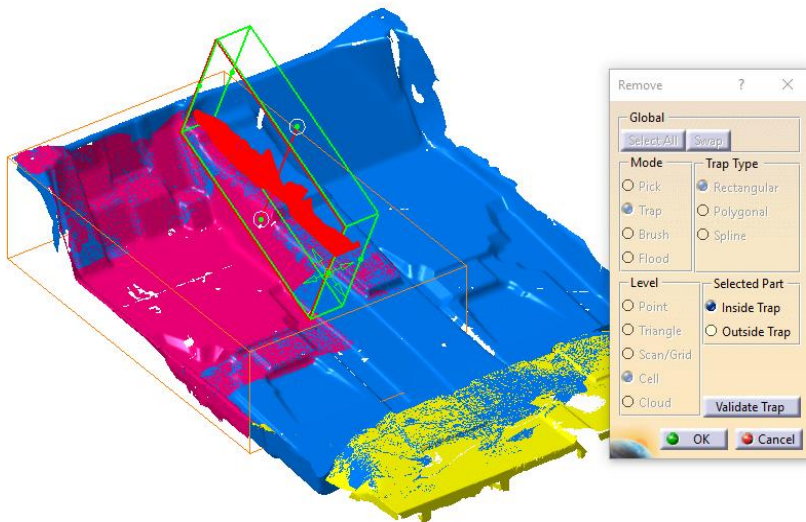 Remove ? ×
Global
Select All Swap
Mode
Pick
Trap
Brush
Flood
Trap Type
Rectangular
Polygonal
Spline
Level
Point
Triangle
Scan/Grid
Cell
Cloud
Selected Part
Inside Trap
Outside Trap
Validate Trap
OK Cancel